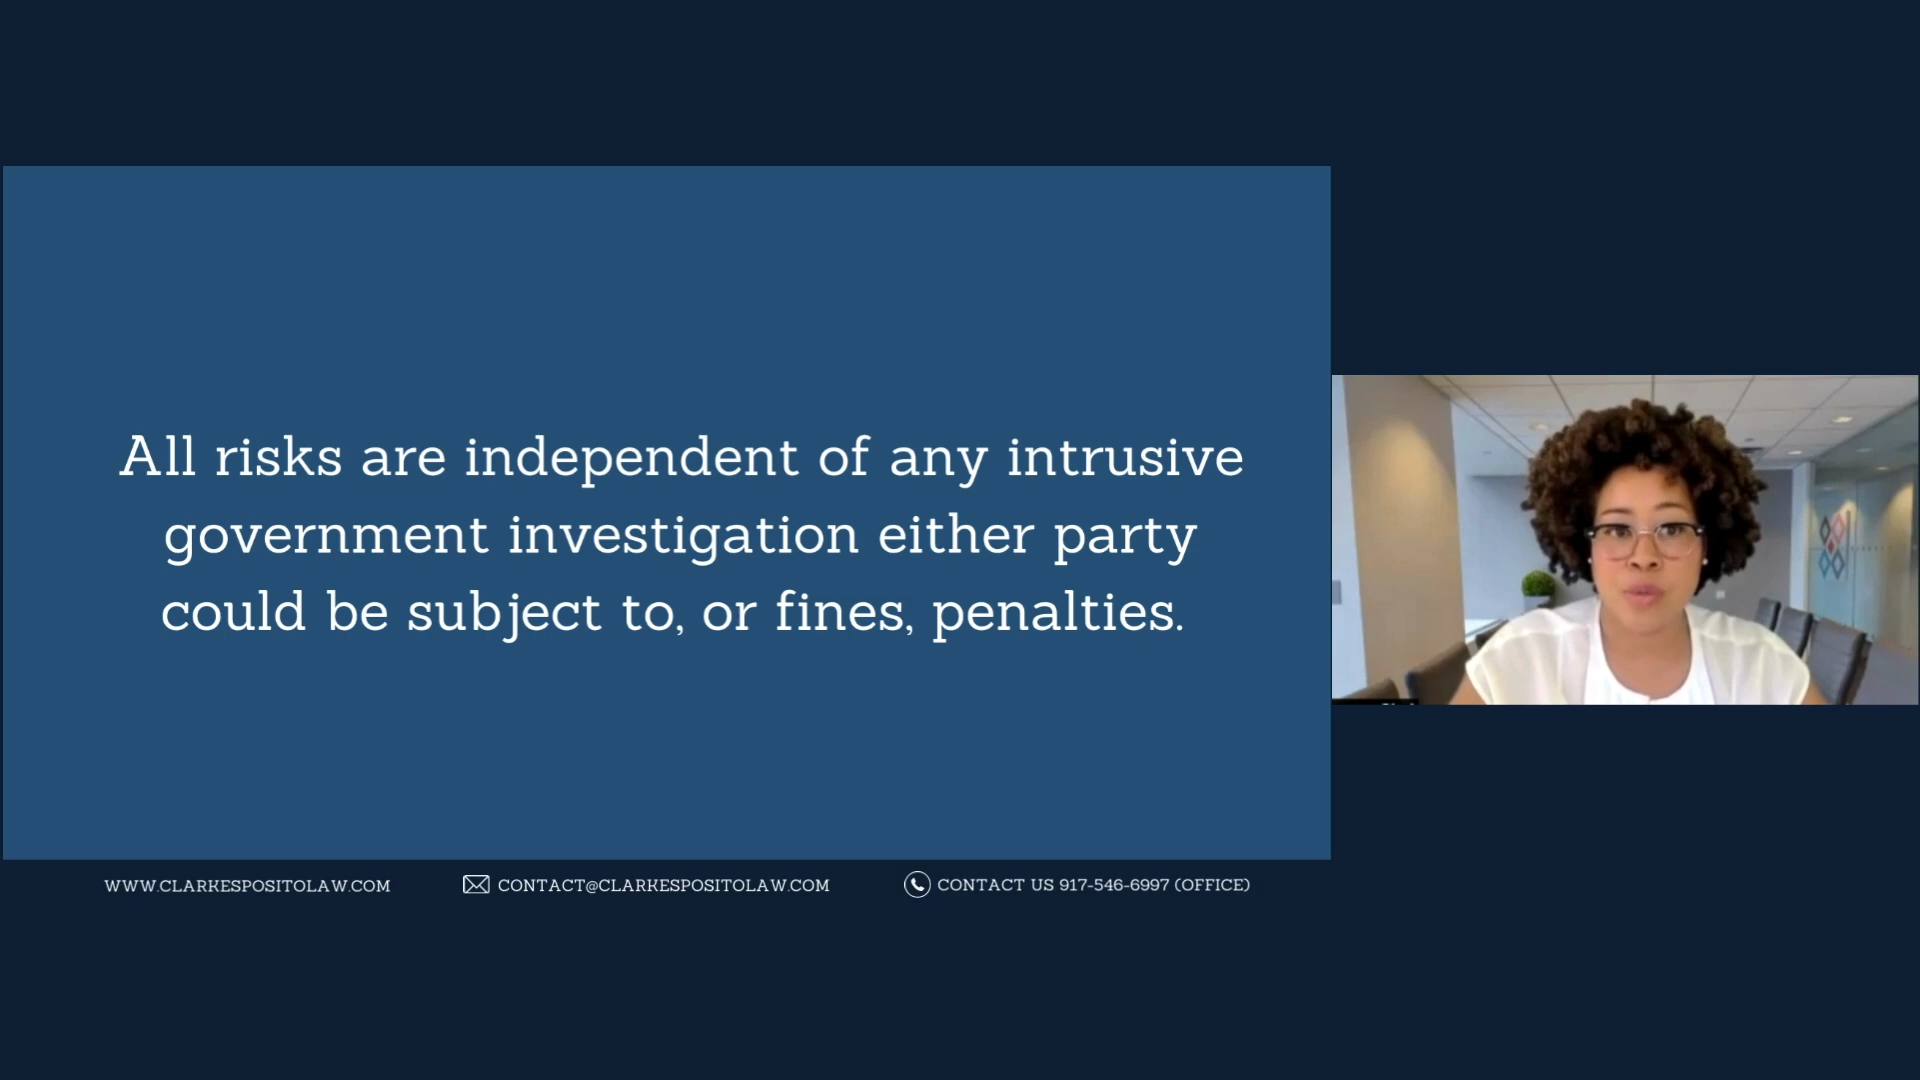 All risks are independent of any intrusive
government investigation either party
could be subject to, or fines, penalties.
WWW.CLARKESPOSITOLAW.COM
CONTACT@CLARKESPOSITOLAW.COM
CONTACT US 917-546-6997 (OFFICE)